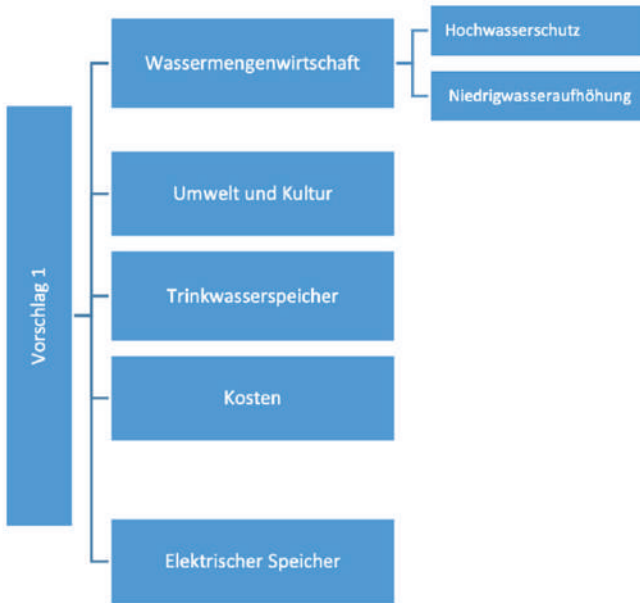 Vorschlag 1
Wassermengenwirtschaft
Hochwasserschutz
Niedrigwasseraufhöhung
Umwelt und Kultur
Trinkwasserspeicher
Kosten
Elektrischer Speicher